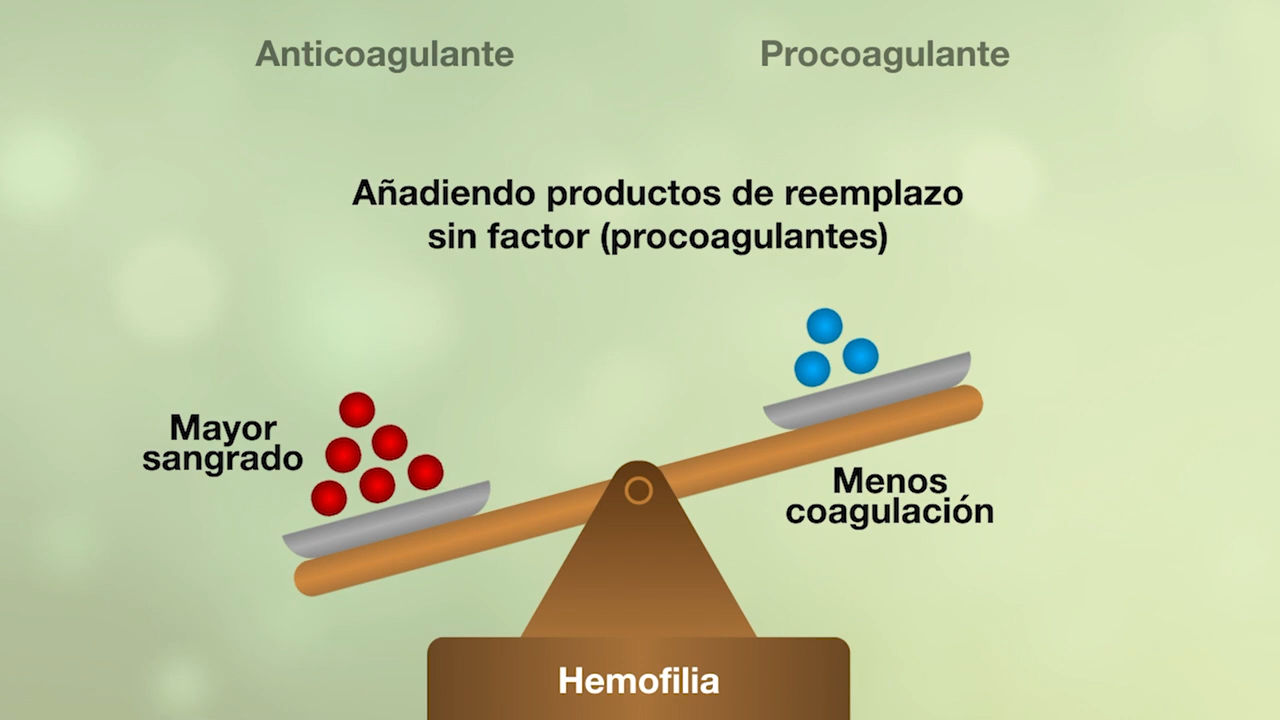 Anticoagulante
Procoagulante
Añadiendo productos de reemplazo
sin factor (procoagulantes)
Mayor
sangrado
Menos
coagulación
Hemofilia